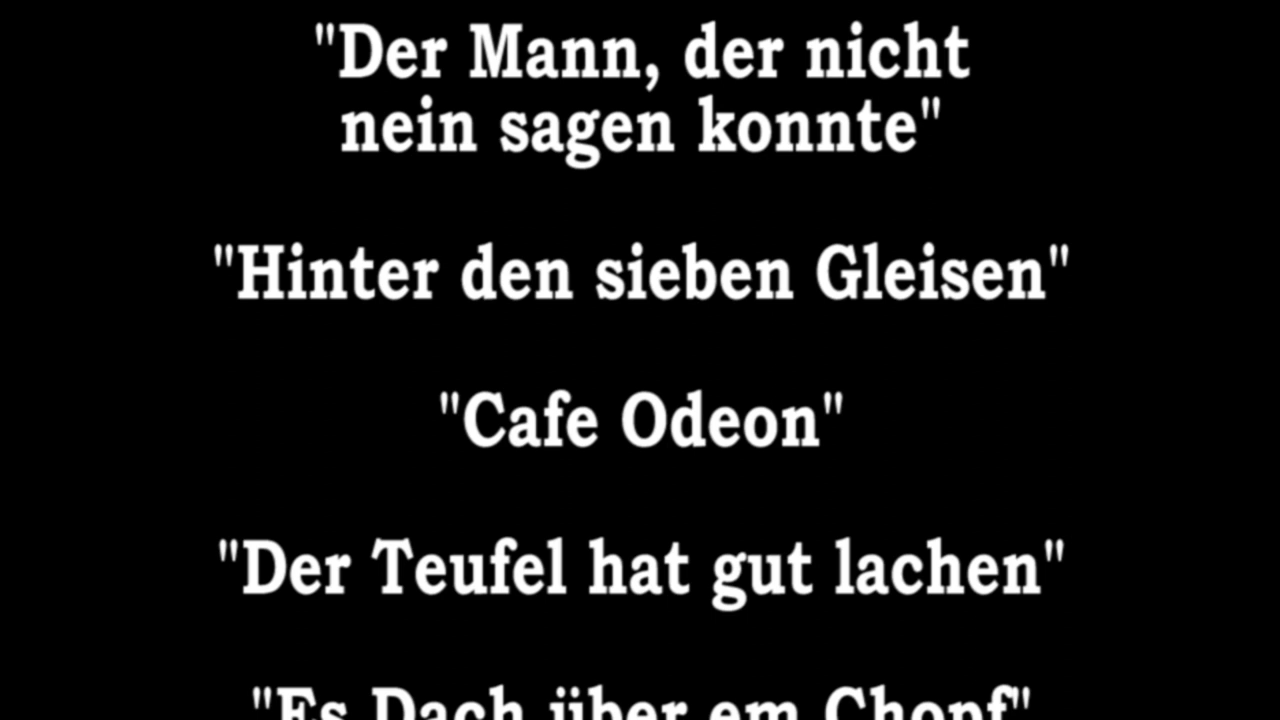 "Der Mann, der nicht
nein sagen konnte"
"Hinter den sieben Gleisen"
"Cafe Odeon"
"Der Teufel hat gut lachen"
"Es Dach über em Chopf"